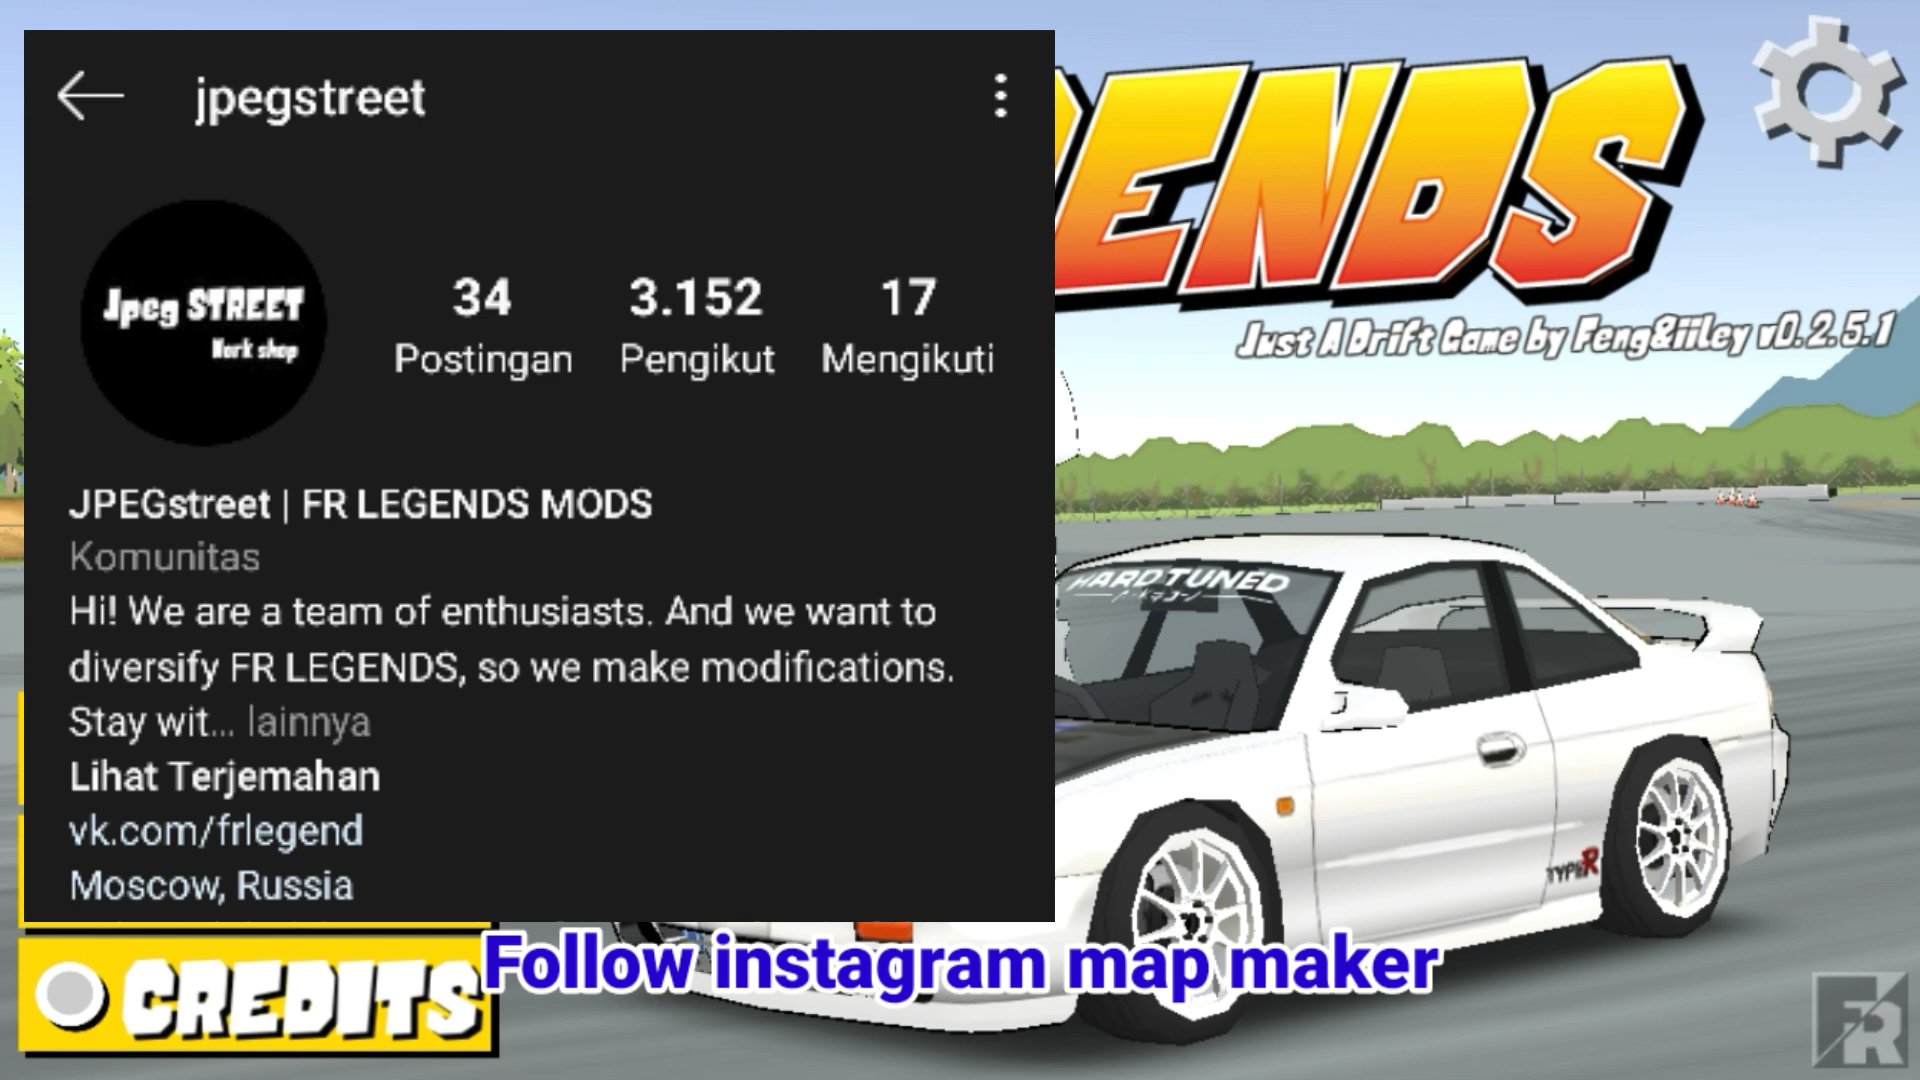 jpegstreet
Jpeg STREET
Work shop
34
3.152
17
Postingan
Pengikut
Mengikuti
JPEGstreet | FR LEGENDS MODS
Komunitas
Hi! We are a team of enthusiasts. And we want to
diversify FR LEGENDS, so we make modifications.
Stay wit... lainnya
Lihat Terjemahan
vk.com/frlegend
Moscow, Russia
ENDS
Just A Drift Game by Feng&iiley v0.2.5.1
HARDTUNED
TYPER
CREDITS
Follow instagram map maker
FR